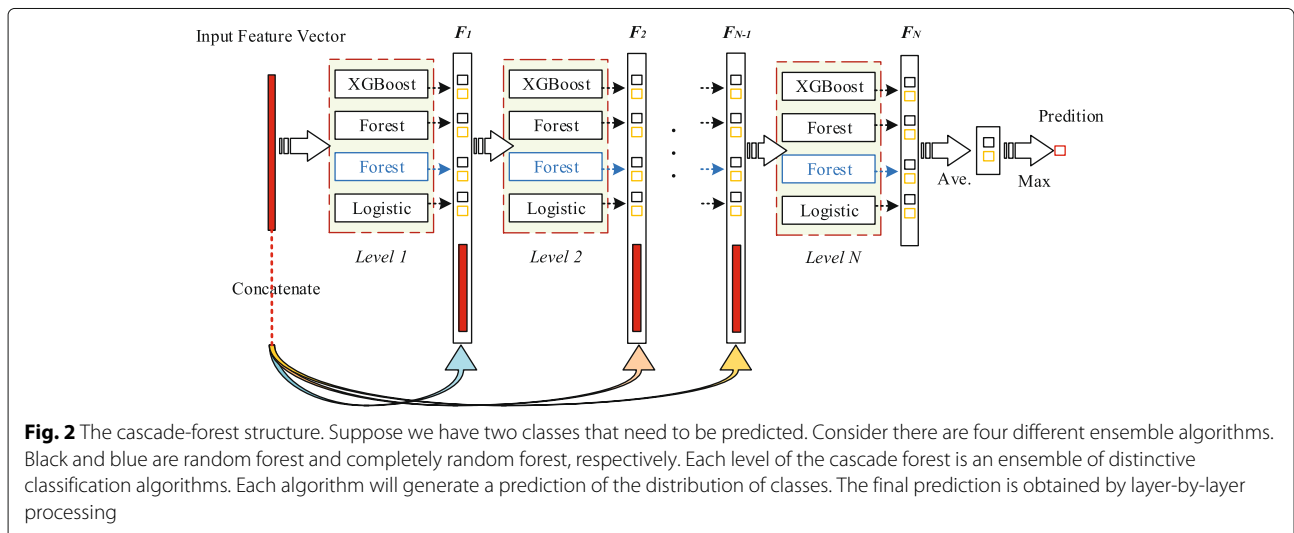 Input Feature Vector
F1
F2
FN-1
FN
XGBoost
Forest
Forest
Logistic
Level 1
XGBoost
Forest
Forest
Logistic
Level 2
. . .
XGBoost
Forest
Forest
Logistic
Level N
Ave.
Max
Predition
Concatenate
Fig. 2 The cascade-forest structure. Suppose we have two classes that need to be predicted. Consider there are four different ensemble algorithms.
Black and blue are random forest and completely random forest, respectively. Each level of the cascade forest is an ensemble of distinctive
classification algorithms. Each algorithm will generate a prediction of the distribution of classes. The final prediction is obtained by layer-by-layer
processing